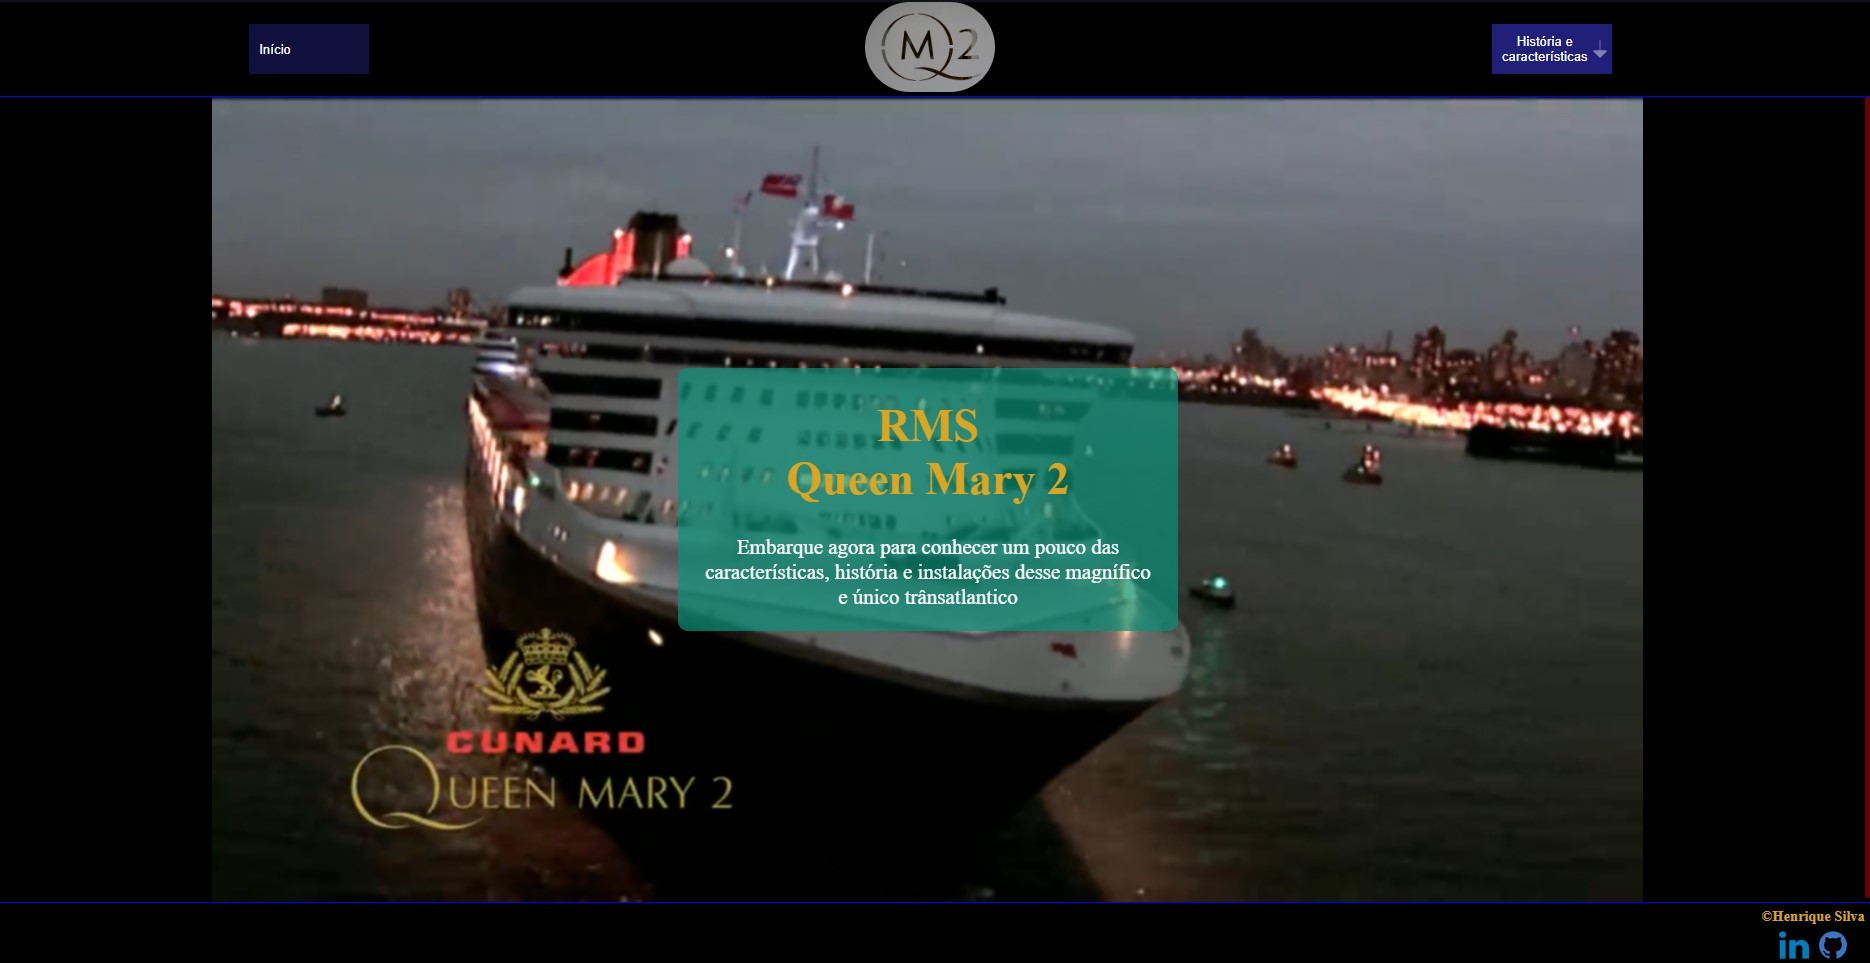 Início
MQ2
História e
características
RMS
Queen Mary 2
Embarque agora para conhecer um pouco das
características, história e instalações desse magnífico
e único trânsatlantico
CUNARD
QUEEN MARY 2
©Henrique Silva
in